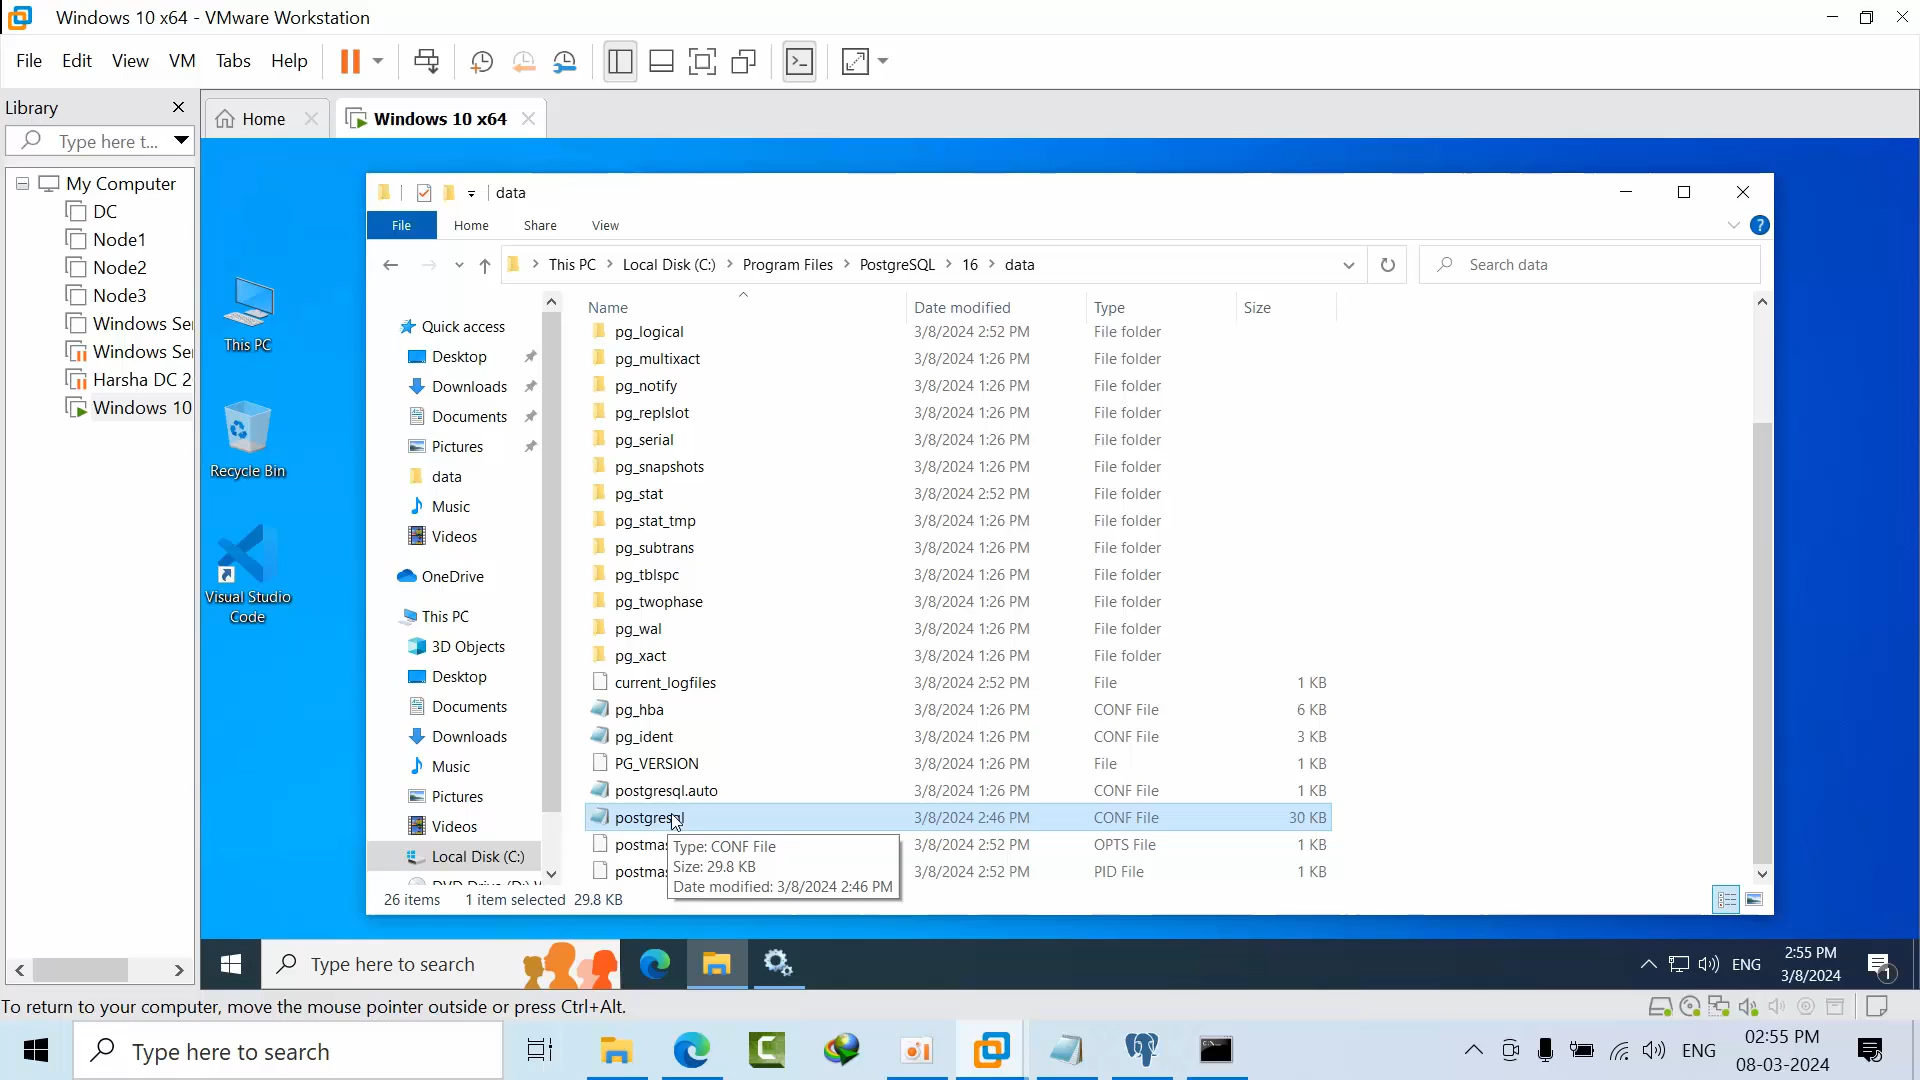 Windows 10 x64 - VMware Workstation
File Edit View VM Tabs Help
Library
Type here t...
My Computer
DC
Node1
Node2
Node3
Windows Se
Windows Se
Harsha DC 2
Windows 10
Home
Windows 10 x64
This PC
Recycle Bin
Visual Studio
Code
data
File Home Share View
This PC > Local Disk (C:) > Program Files > PostgreSQL > 16 > data
Search data
Quick access
Desktop
Downloads
Documents
Pictures
data
Music
Videos
OneDrive
This PC
3D Objects
Desktop
Documents
Downloads
Music
Pictures
Videos
Local Disk (C:)
Name Date modified Type Size
pg_logical 3/8/2024 2:52 PM File folder
pg_multixact 3/8/2024 1:26 PM File folder
pg_notify 3/8/2024 1:26 PM File folder
pg_replslot 3/8/2024 1:26 PM File folder
pg_serial 3/8/2024 1:26 PM File folder
pg_snapshots 3/8/2024 1:26 PM File folder
pg_stat 3/8/2024 2:52 PM File folder
pg_stat_tmp 3/8/2024 1:26 PM File folder
pg_subtrans 3/8/2024 1:26 PM File folder
pg_tblspc 3/8/2024 1:26 PM File folder
pg_twophase 3/8/2024 1:26 PM File folder
pg_wal 3/8/2024 1:26 PM File folder
pg_xact 3/8/2024 1:26 PM File folder
current_logfiles 3/8/2024 2:52 PM File 1 KB
pg_hba 3/8/2024 1:26 PM CONF File 6 KB
pg_ident 3/8/2024 1:26 PM CONF File 3 KB
PG_VERSION 3/8/2024 1:26 PM File 1 KB
postgresql.auto 3/8/2024 1:26 PM CONF File 1 KB
postgresql 3/8/2024 2:46 PM CONF File 30 KB
postma 3/8/2024 2:52 PM OPTS File 1 KB
postma 3/8/2024 2:52 PM PID File 1 KB
Type: CONF File
Size: 29.8 KB
Date modified: 3/8/2024 2:46 PM
26 items 1 item selected 29.8 KB
Type here to search
ENG
2:55 PM
3/8/2024
1
To return to your computer, move the mouse pointer outside or press Ctrl+Alt.
Type here to search
ENG
02:55 PM
08-03-2024